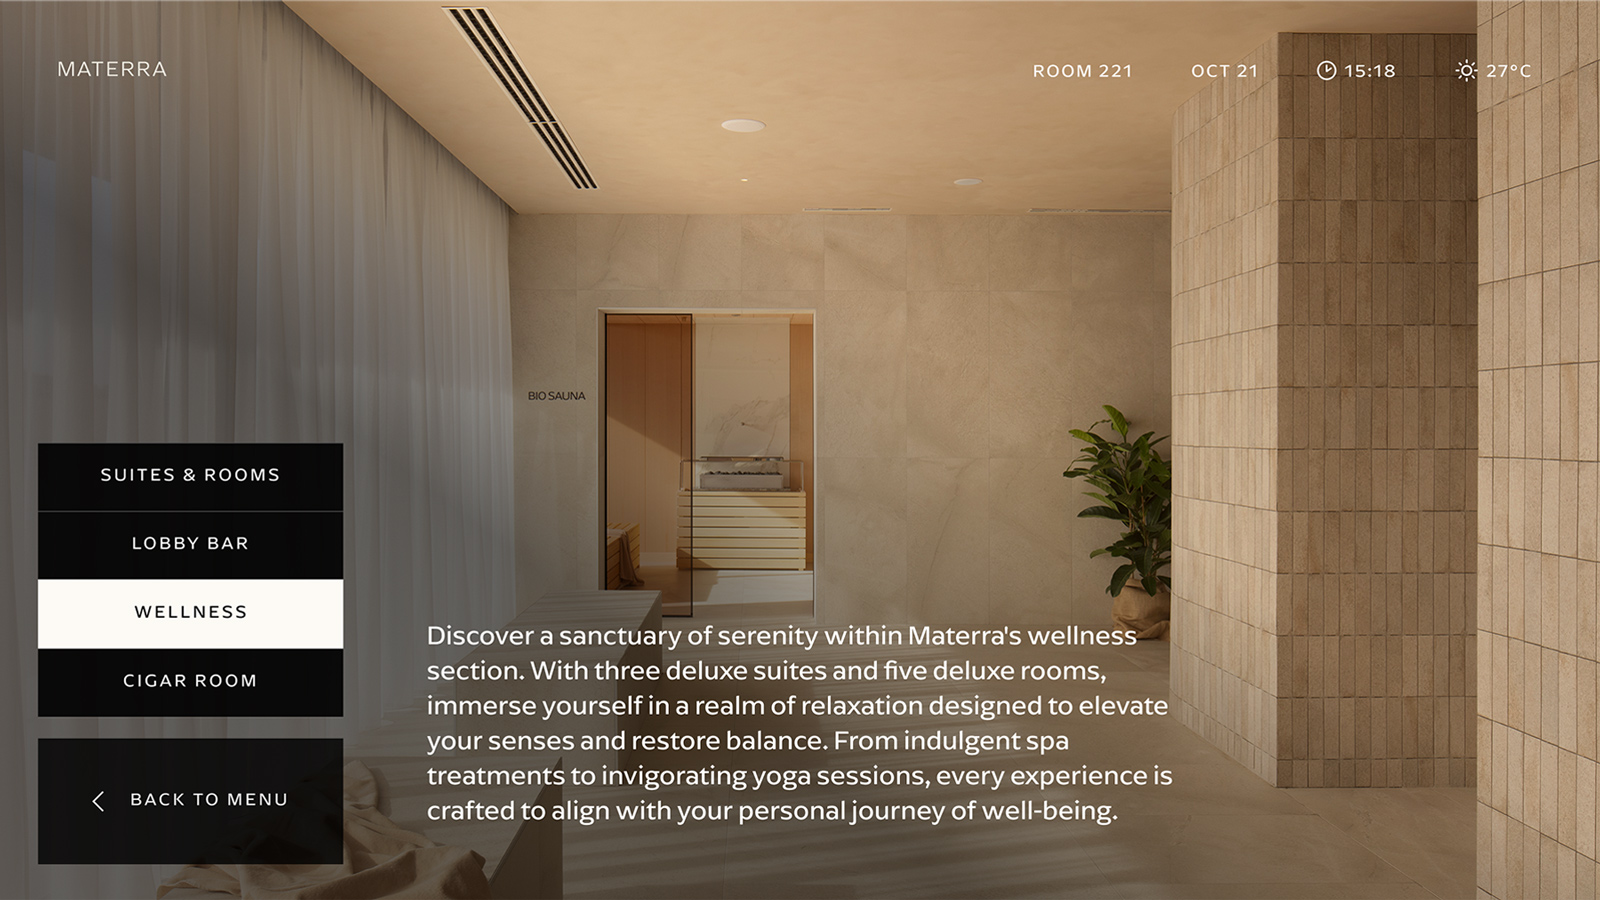 MATERRA
ROOM 221
OCT 21
15:18
27°C
BIO SAUNA
SUITES & ROOMS
LOBBY BAR
WELLNESS
CIGAR ROOM
BACK TO MENU
Discover a sanctuary of serenity within Materra's wellness
section. With three deluxe suites and five deluxe rooms,
immerse yourself in a realm of relaxation designed to elevate
your senses and restore balance. From indulgent spa
treatments to invigorating yoga sessions, every experience is
crafted to align with your personal journey of well-being.